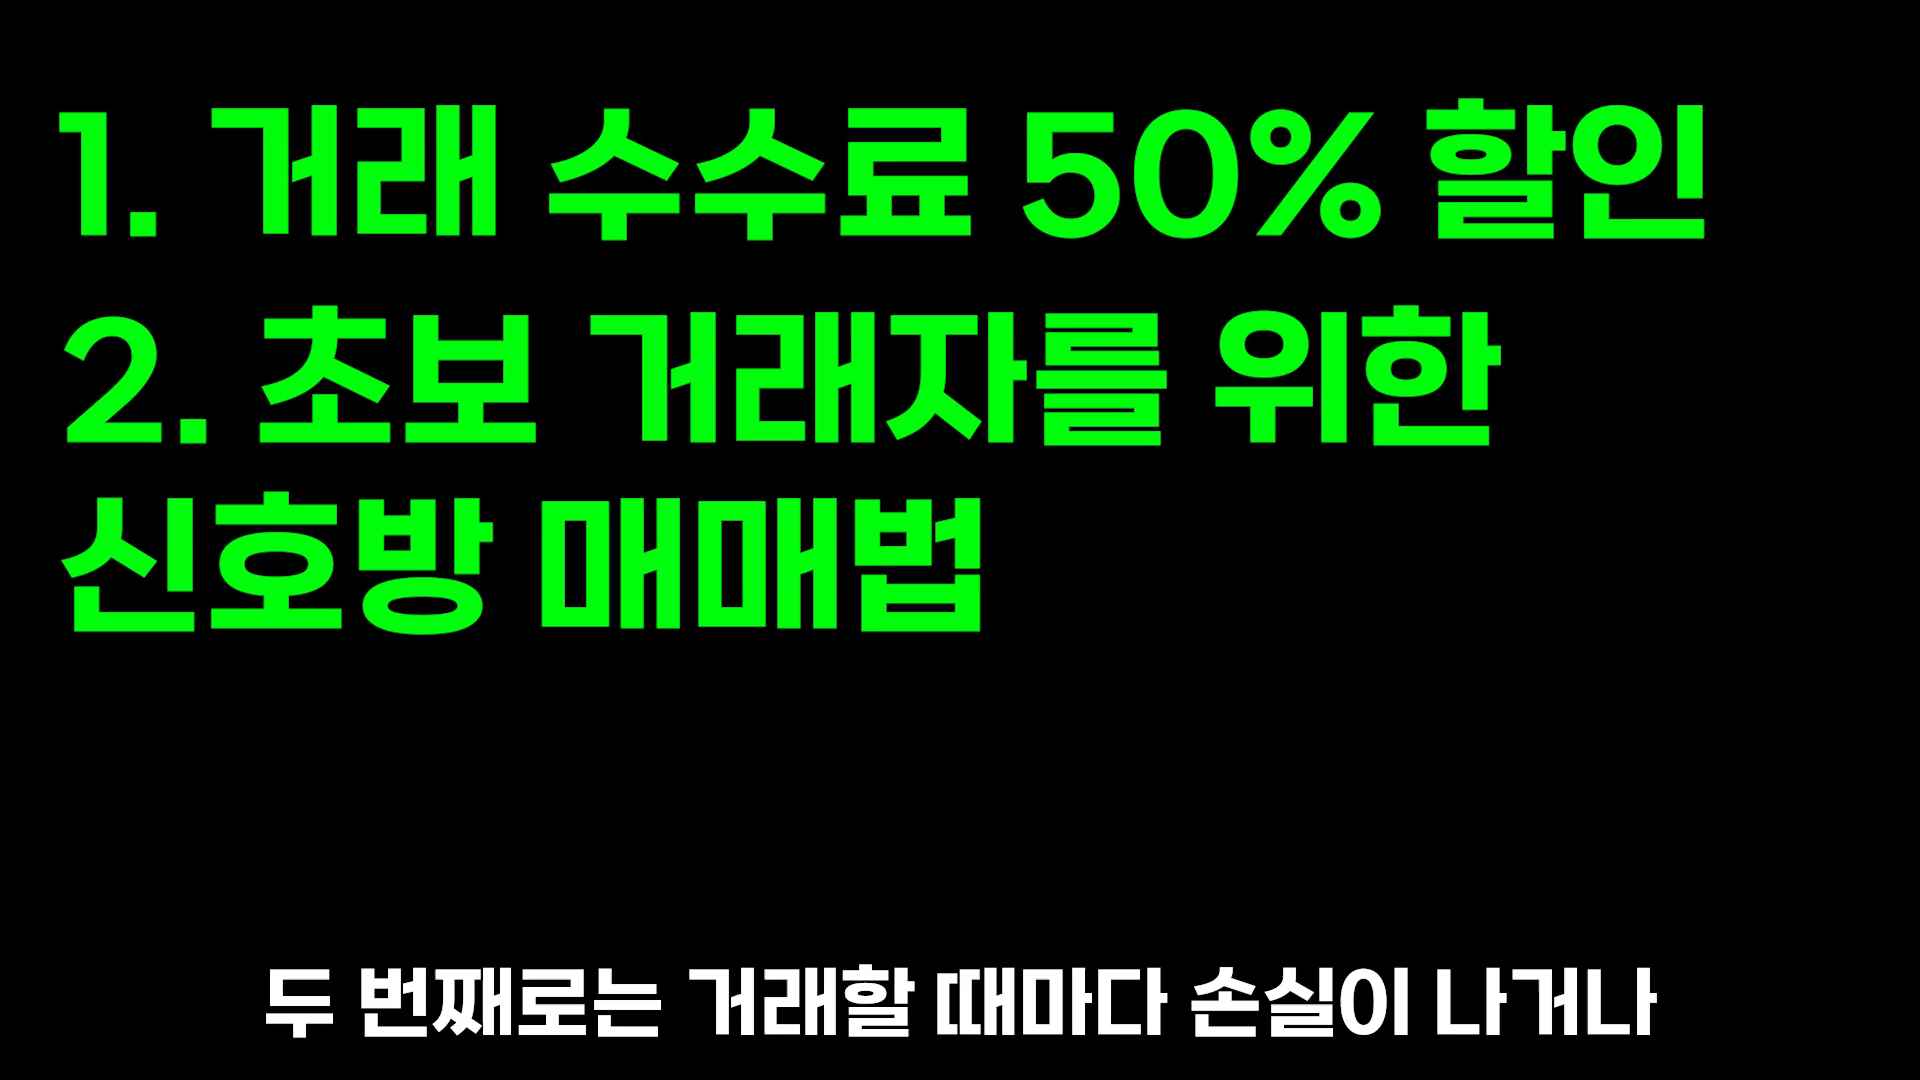 1. 거래 수수료 50% 할인
2. 초보 거래자를 위한
신호방 매매법
두 번째로는 거래할 때마다 손실이 나거나